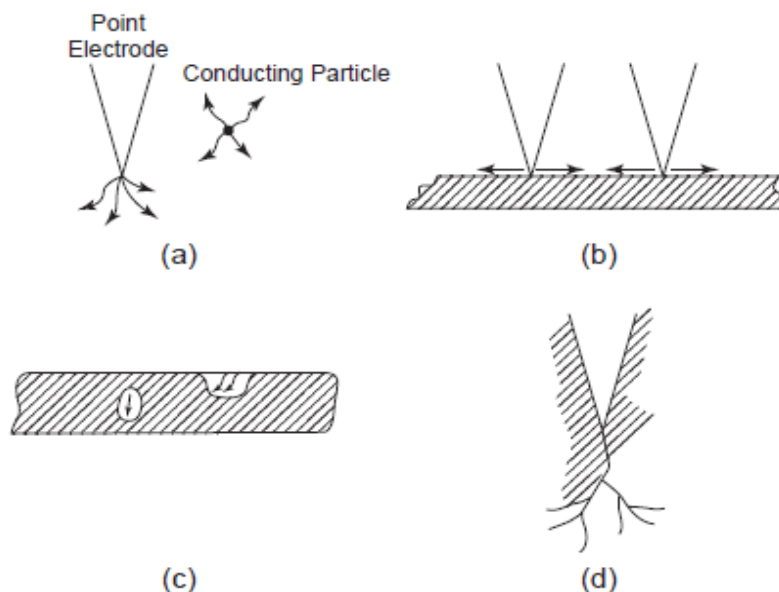 Point
Electrode
Conducting Particle
(a)
(b)
(c)
(d)